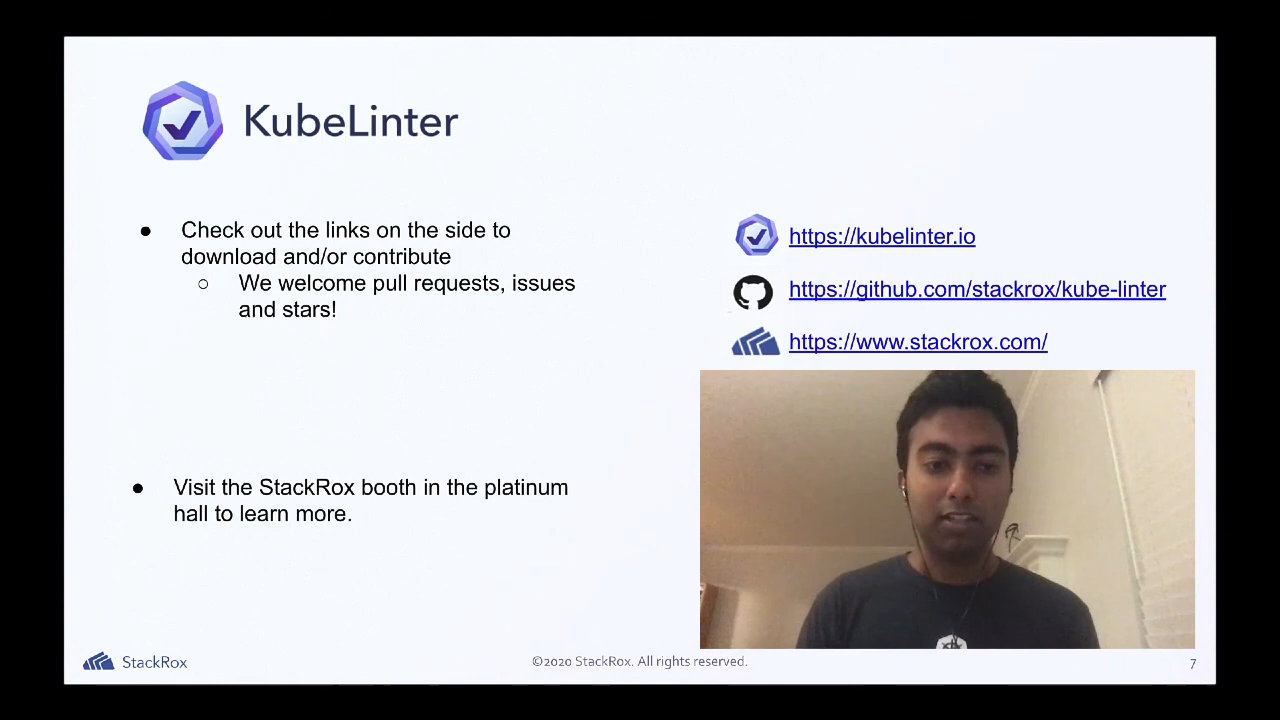 KubeLinter
● Check out the links on the side to
download and/or contribute
○ We welcome pull requests, issues
and stars!
https://kubelinter.io
https://github.com/stackrox/kube-linter
https://www.stackrox.com/
● Visit the StackRox booth in the platinum
hall to learn more.
StackRox
©2020 StackRox. All rights reserved.
7